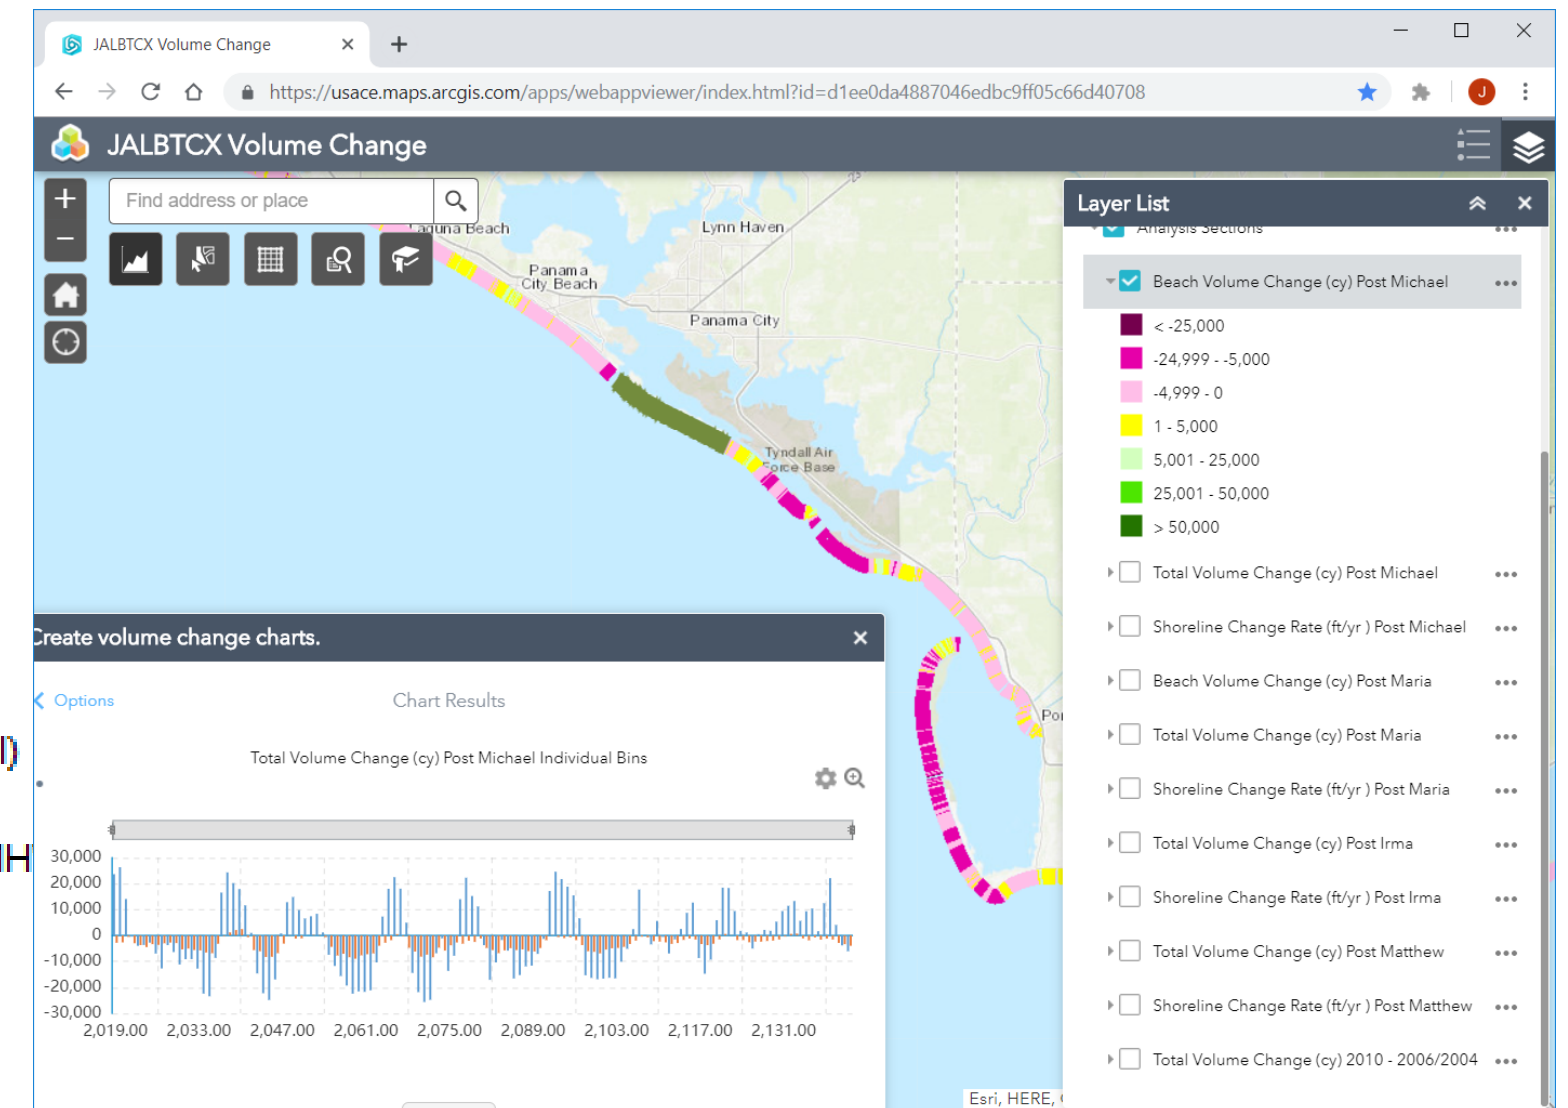 JALBTCX Volume Change
https://usace.maps.arcgis.com/apps/webappviewer/index.html?id=d1ee0da4887046edbc9ff05c66d40708
J
JALBTCX Volume Change
Find address or place
Laguna Beach
Lynn Haven
Panama
City Beach
Panama City
Tyndall Air
Force Base
Por
23
Layer List
Analysis Sections
Beach Volume Change (cy) Post Michael
< -25,000
-24,999 - -5,000
-4,999 - 0
1 - 5,000
5,001 - 25,000
25,001 - 50,000
> 50,000
Total Volume Change (cy) Post Michael
Shoreline Change Rate (ft/yr ) Post Michael
Beach Volume Change (cy) Post Maria
Total Volume Change (cy) Post Maria
Shoreline Change Rate (ft/yr ) Post Maria
Total Volume Change (cy) Post Irma
Shoreline Change Rate (ft/yr ) Post Irma
Total Volume Change (cy) Post Matthew
Shoreline Change Rate (ft/yr ) Post Matthew
Total Volume Change (cy) 2010 - 2006/2004
Create volume change charts.
Options
Chart Results
Total Volume Change (cy) Post Michael Individual Bins
30,000
20,000
10,000
0
-10,000
-20,000
-30,000
2,019.00 2,033.00 2,047.00 2,061.00 2,075.00 2,089.00 2,103.00 2,117.00 2,131.00
Esri, HERE,